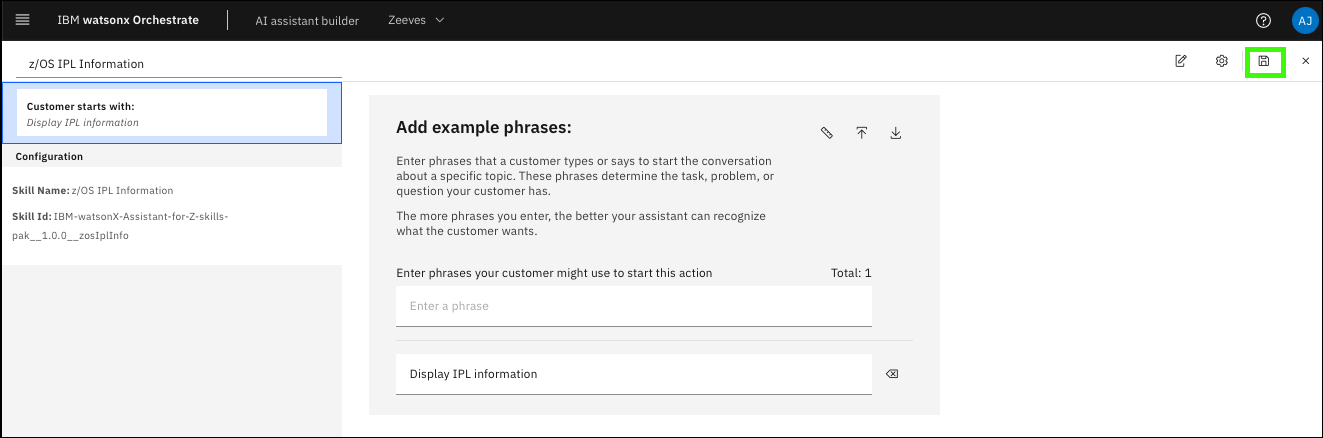 IBM watsonx Orchestrate
AI assistant builder
Zeeves
AJ
z/OS IPL Information
Customer starts with:
Display IPL information
Configuration
Skill Name: z/OS IPL Information
Skill Id: IBM-watsonX-Assistant-for-Z-skills-
pak__1.0.0__zosIplInfo
Add example phrases:
Enter phrases that a customer types or says to start the conversation
about a specific topic. These phrases determine the task, problem, or
question your customer has.
The more phrases you enter, the better your assistant can recognize
what the customer wants.
Enter phrases your customer might use to start this action
Total: 1
Enter a phrase
Display IPL information